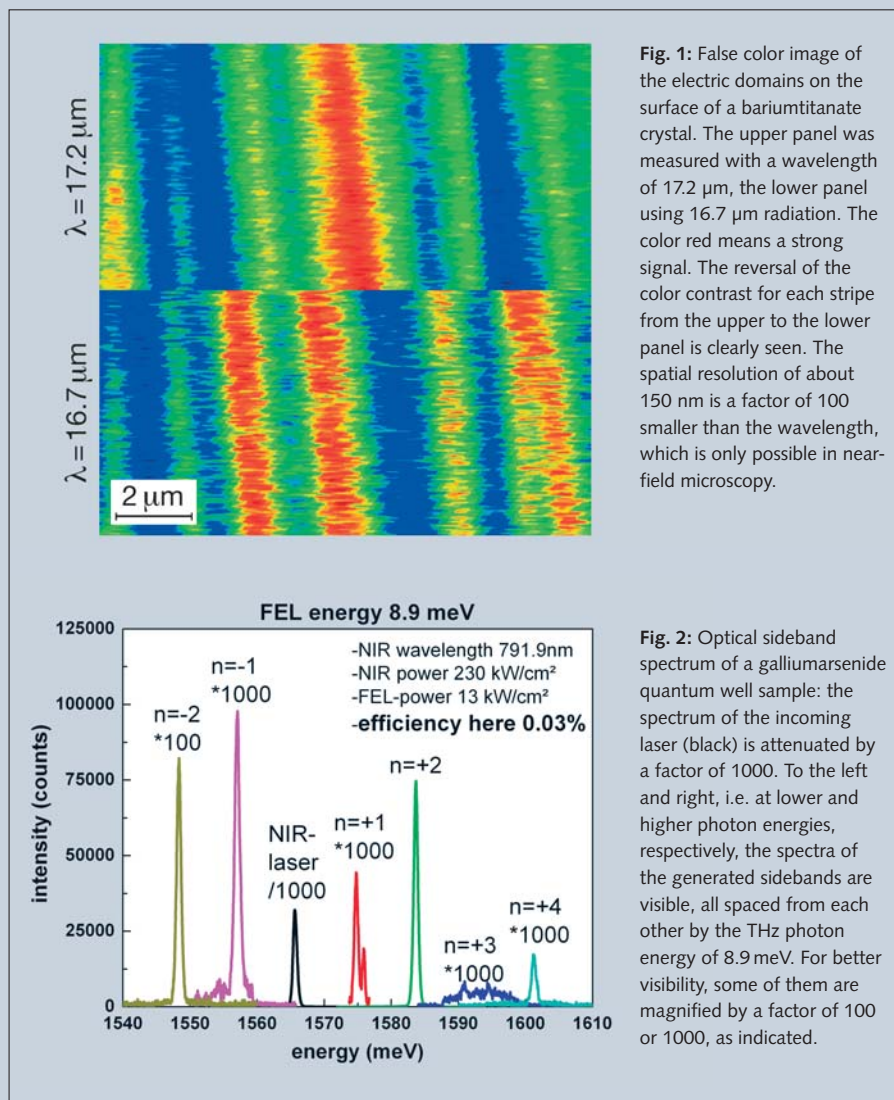 λ = 17.2 µm
λ = 16.7 µm
2 µm
Fig. 1: False color image of
the electric domains on the
surface of a bariumtitanate
crystal. The upper panel was
measured with a wavelength
of 17.2 µm, the lower panel
using 16.7 µm radiation. The
color red means a strong
signal. The reversal of the
color contrast for each stripe
from the upper to the lower
panel is clearly seen. The
spatial resolution of about
150 nm is a factor of 100
smaller than the wavelength,
which is only possible in near-
field microscopy.
FEL energy 8.9 meV
intensity (counts)
125000
100000
75000
50000
25000
0
n=-2
*100
n=-1
*1000
NIR-
laser
/1000
n=+1
*1000
n=+2
n=+3
*1000
n=+4
*1000
-NIR wavelength 791.9nm
-NIR power 230 kW/cm²
-FEL-power 13 kW/cm²
-efficiency here 0.03%
1540 1550 1560 1570 1580 1590 1600 1610
energy (meV)
Fig. 2: Optical sideband
spectrum of a galliumarsenide
quantum well sample: the
spectrum of the incoming
laser (black) is attenuated by
a factor of 1000. To the left
and right, i.e. at lower and
higher photon energies,
respectively, the spectra of
the generated sidebands are
visible, all spaced from each
other by the THz photon
energy of 8.9 meV. For better
visibility, some of them are
magnified by a factor of 100
or 1000, as indicated.